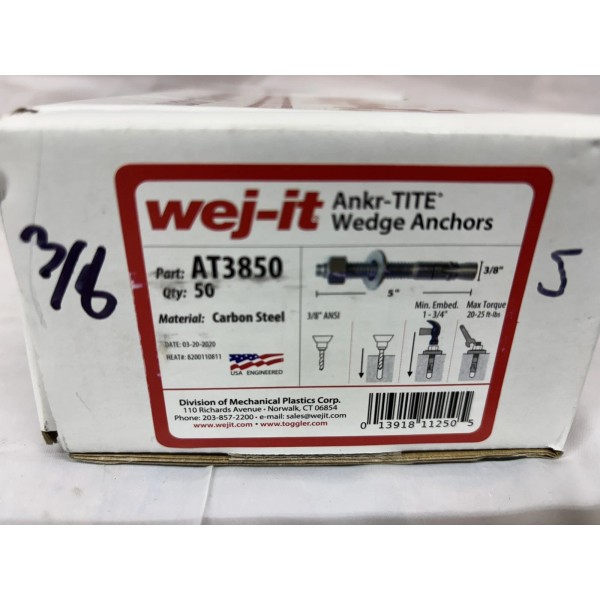 wej-it Ankr-TITE®
Wedge Anchors
3/8
Part: AT3850
Qty: 50
Material: Carbon Steel
DATE: 03-20-2020
HEAT#: 8200110811
USA ENGINEERED
3/8"
5"
3/8" ANSI
Min. Embed.
1 - 3/4"
Max Torque
20-25 ft-lbs
5
Division of Mechanical Plastics Corp.
110 Richards Avenue · Norwalk, CT 06854
Phone: 203-857-2200 · e-mail: sales@wejit.com
www.wejit.com · www.toggler.com
0 13918 11250 5